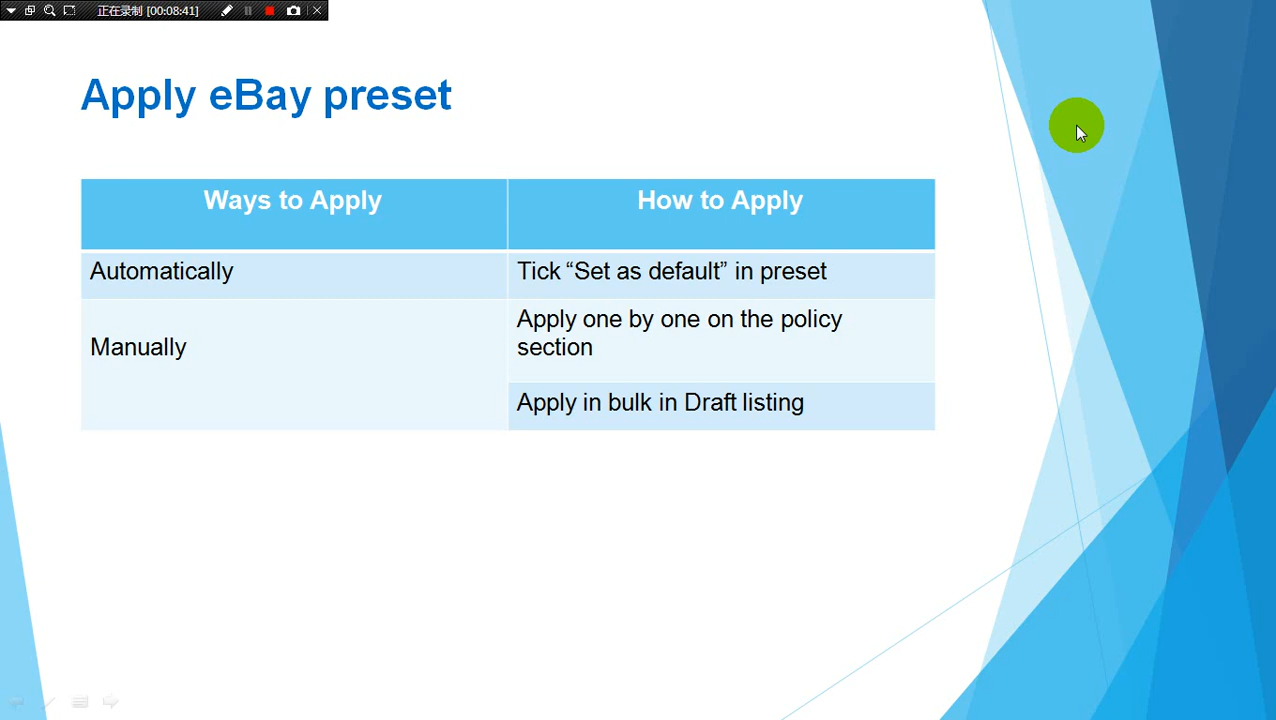 正在录制 [00:08:41]
Apply eBay preset
Ways to Apply
How to Apply
Automatically
Tick “Set as default” in preset
Manually
Apply one by one on the policy
section
Apply in bulk in Draft listing